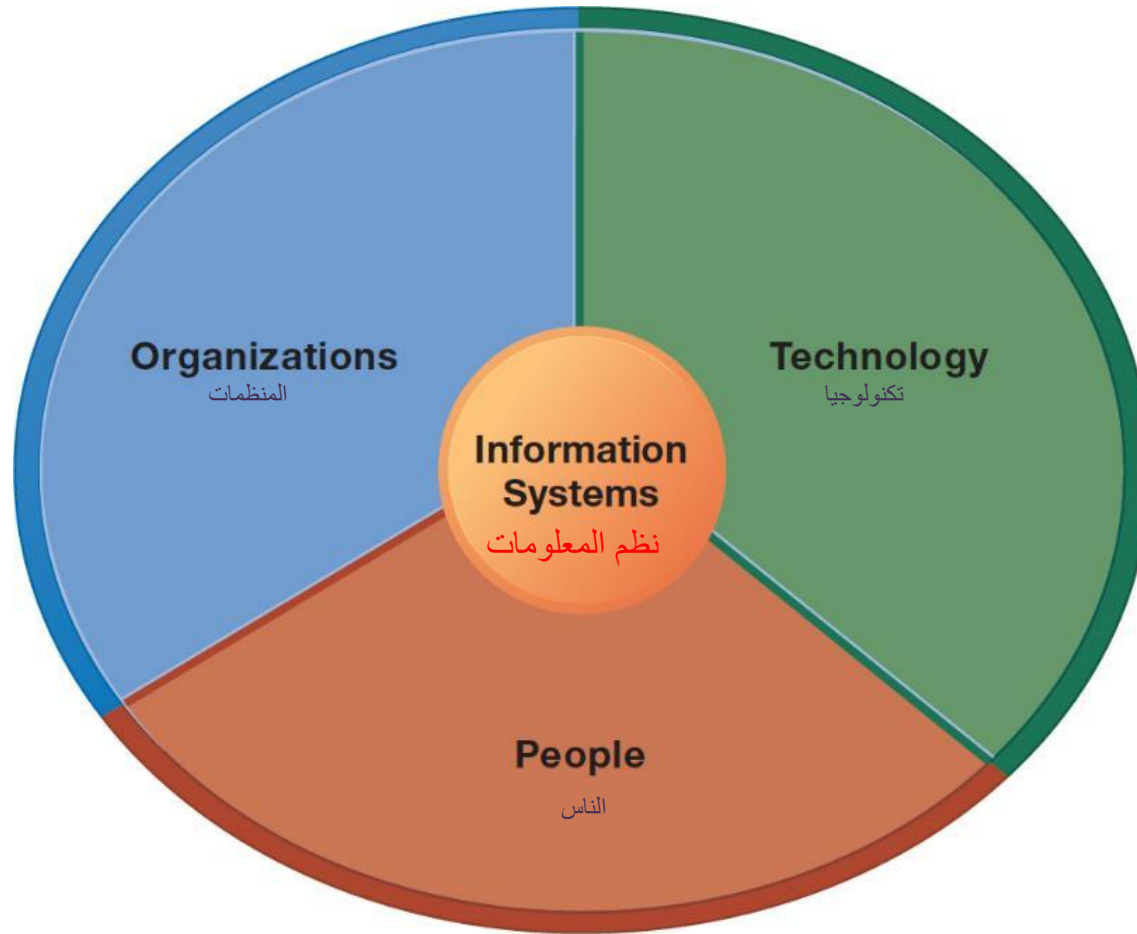 Organizations
المنظمات
Technology
تكنولوجيا
Information
Systems
نظم المعلومات
People
الناس